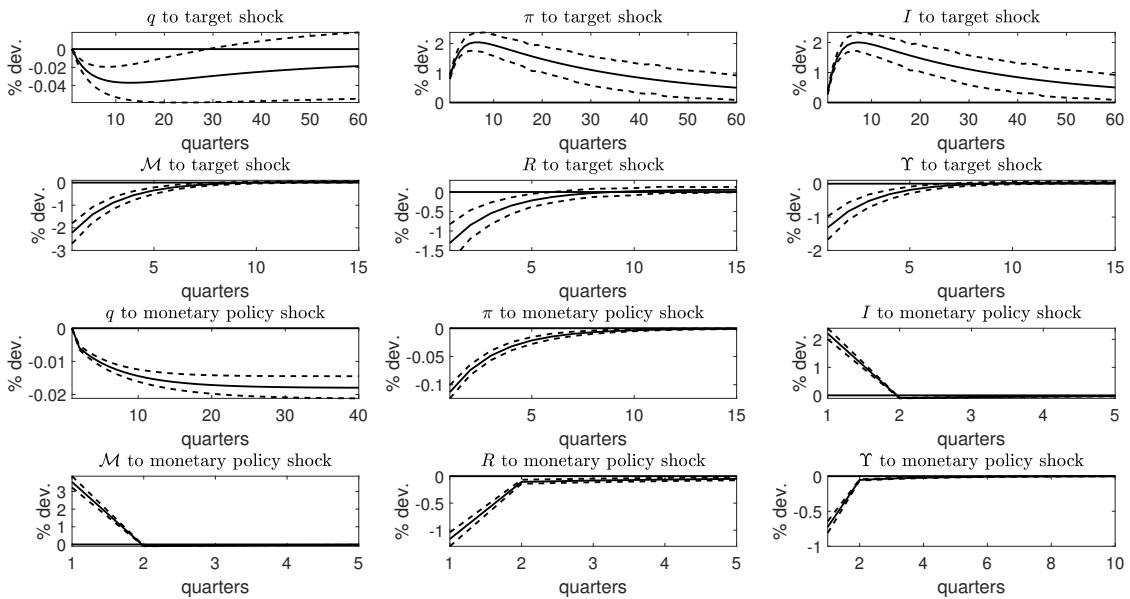 q to target shock
% dev.
0
-0.02
-0.04
10 20 30 40 50 60
quarters
π to target shock
% dev.
2
1
0
10 20 30 40 50 60
quarters
I to target shock
% dev.
2
1
0
10 20 30 40 50 60
quarters
ℳ to target shock
% dev.
0
-1
-2
-3
5 10 15
quarters
R to target shock
% dev.
0
-0.5
-1
-1.5
5 10 15
quarters
Υ to target shock
% dev.
0
-1
-2
5 10 15
quarters
q to monetary policy shock
% dev.
0
-0.01
-0.02
10 20 30 40
quarters
π to monetary policy shock
% dev.
0
-0.05
-0.1
5 10 15
quarters
I to monetary policy shock
% dev.
2
1
0
1 2 3 4 5
quarters
ℳ to monetary policy shock
% dev.
3
2
1
0
1 2 3 4 5
quarters
R to monetary policy shock
% dev.
0
-0.5
-1
1 2 3 4 5
quarters
Υ to monetary policy shock
% dev.
0
-0.5
-1
2 4 6 8 10
quarters